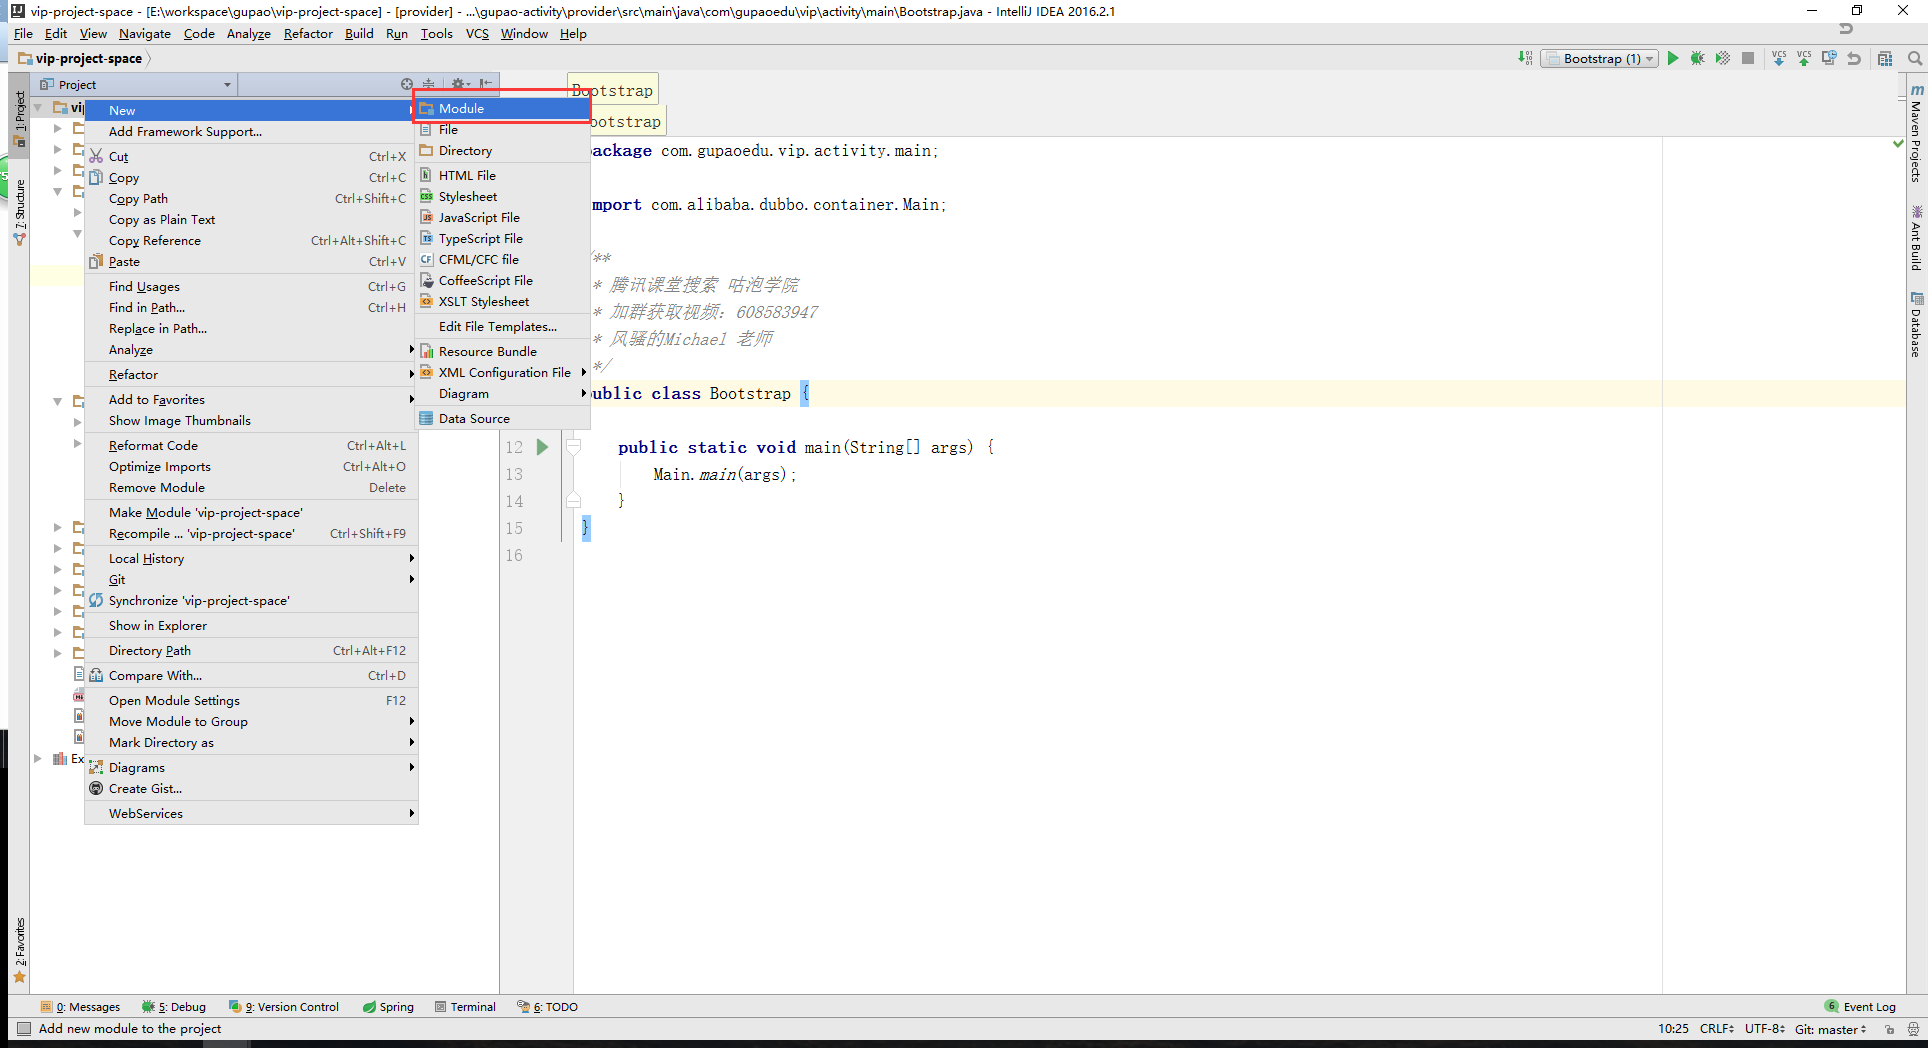 vip-project-space - [E:\workspace\gupao\vip-project-space] - [provider] - ...\gupao-activity\provider\src\main\java\com\gupaoedu\vip\activity\main\Bootstrap.java - IntelliJ IDEA 2016.2.1
File Edit View Navigate Code Analyze Refactor Build Run Tools VCS Window Help
vip-project-space
Bootstrap (1)
Project
1: Project
7: Structure
2: Favorites
vip
New
Add Framework Support...
Cut Ctrl+X
Copy Ctrl+C
Copy Path Ctrl+Shift+C
Copy as Plain Text
Copy Reference Ctrl+Alt+Shift+C
Paste Ctrl+V
Find Usages Ctrl+G
Find in Path... Ctrl+H
Replace in Path...
Analyze
Refactor
Add to Favorites
Show Image Thumbnails
Reformat Code Ctrl+Alt+L
Optimize Imports Ctrl+Alt+O
Remove Module Delete
Make Module 'vip-project-space'
Recompile ... 'vip-project-space' Ctrl+Shift+F9
Local History
Git
Synchronize 'vip-project-space'
Show in Explorer
Directory Path Ctrl+Alt+F12
Compare With... Ctrl+D
Open Module Settings F12
Move Module to Group
Mark Directory as
Diagrams
Create Gist...
WebServices
Ex
Module
File
Directory
HTML File
Stylesheet
JavaScript File
TypeScript File
CFML/CFC file
CoffeeScript File
XSLT Stylesheet
Edit File Templates...
Resource Bundle
XML Configuration File
Diagram
Data Source
Bootstrap
ootstrap
package com.gupaoedu.vip.activity.main;
mport com.alibaba.dubbo.container.Main;
/**
* 腾讯课堂搜索 咕泡学院
* 加群获取视频：608583947
* 风骚的Michael 老师
*/
public class Bootstrap {
12 public static void main(String[] args) {
13 Main.main(args);
14 }
15 }
16
Maven Projects
Ant Build
Database
0: Messages 5: Debug 9: Version Control Spring Terminal 6: TODO 6 Event Log
Add new module to the project 10:25 CRLF UTF-8 Git: master